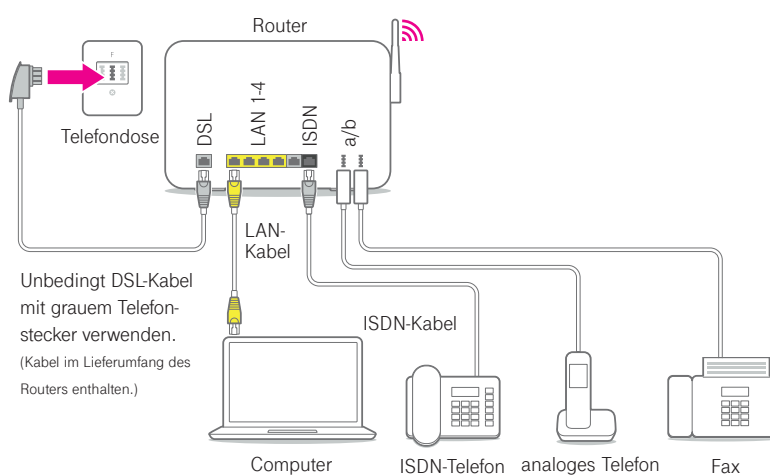 Router
F
Telefondose
DSL
LAN 1-4
ISDN
a/b
LAN-
Kabel
Unbedingt DSL-Kabel
mit grauem Telefon-
stecker verwenden.
(Kabel im Lieferumfang des
Routers enthalten.)
ISDN-Kabel
Computer
ISDN-Telefon
analoges Telefon
Fax